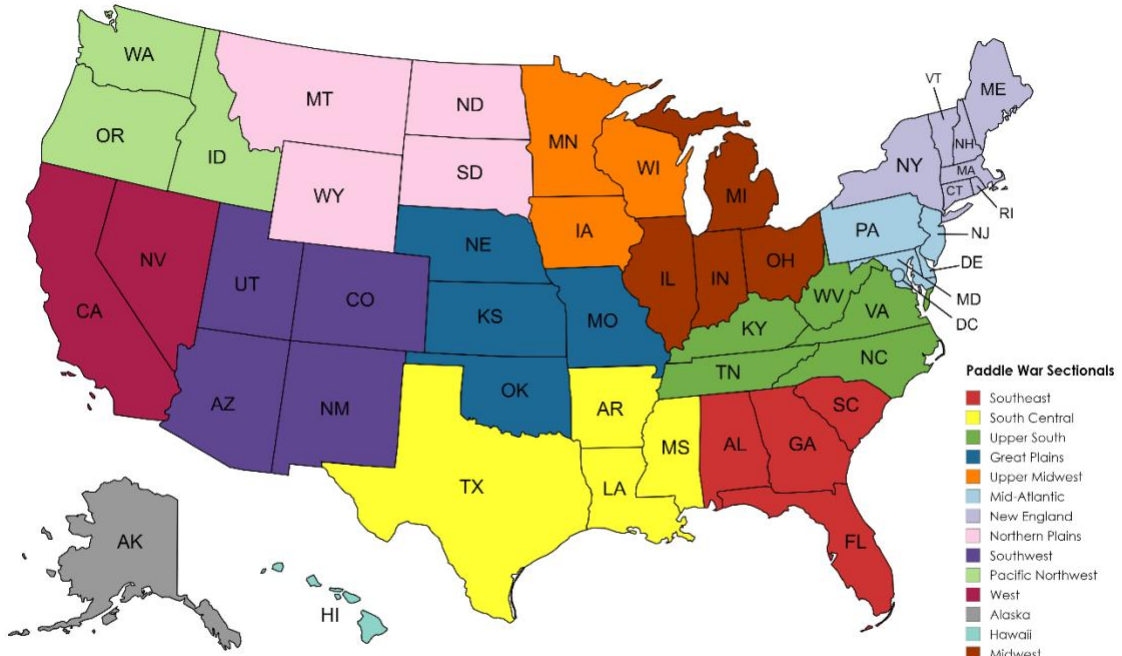 WA
MT
ND
VT
ME
OR
ID
MN
NH
NY
MA
WY
SD
WI
CT
MI
RI
IA
PA
NJ
NE
OH
NV
UT
IL
IN
DE
CO
WV
MD
CA
KS
MO
VA
DC
KY
NC
TN
Paddle War Sectionals
AZ
NM
OK
AR
SC
Southeast
MS
AL
GA
South Central
Upper South
Great Plains
TX
LA
Upper Midwest
Mid-Atlantic
New England
AK
FL
Northern Plains
Southwest
Pacific Northwest
West
HI
Alaska
Hawaii
Midwest